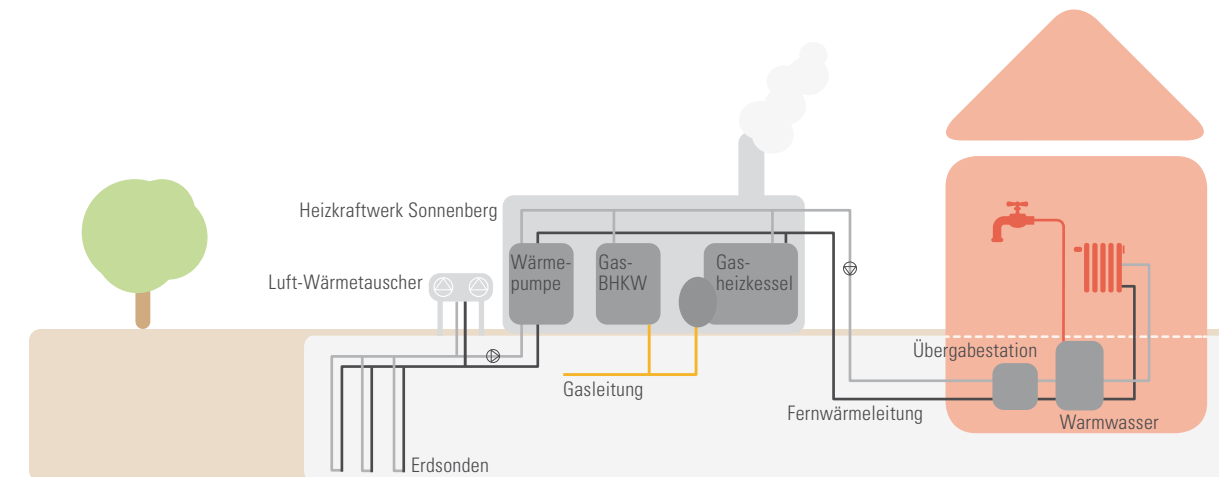 Heizkraftwerk Sonnenberg
Luft-Wärmetauscher
Wärme-
pumpe
Gas-
BHKW
Gas-
heizkessel
Übergabestation
Gasleitung
Fernwärmeleitung
Warmwasser
Erdsonden